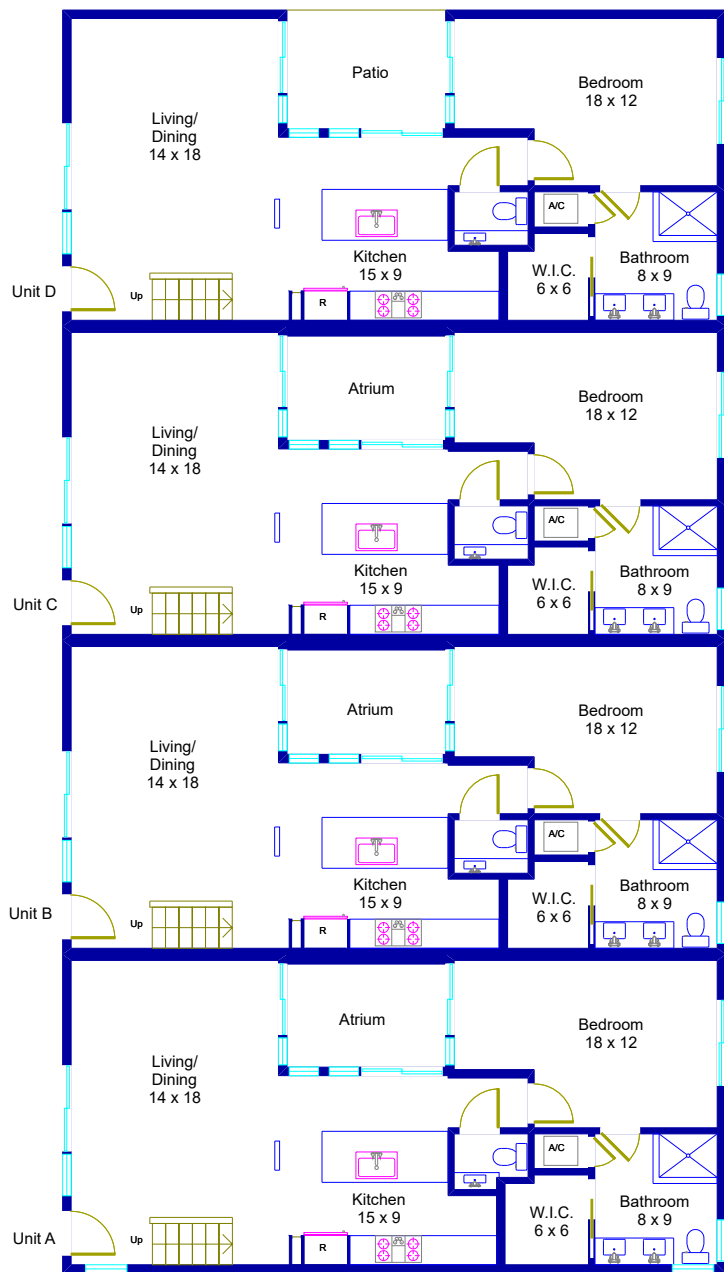 Patio
Bedroom
18 x 12
Living/
Dining
14 x 18
A/C
Kitchen
15 x 9
W.I.C.
6 x 6
Bathroom
8 x 9
Unit D
Up
R
Atrium
Bedroom
18 x 12
Living/
Dining
14 x 18
A/C
Kitchen
15 x 9
W.I.C.
6 x 6
Bathroom
8 x 9
Unit C
Up
R
Atrium
Bedroom
18 x 12
Living/
Dining
14 x 18
A/C
Kitchen
15 x 9
W.I.C.
6 x 6
Bathroom
8 x 9
Unit B
Up
R
Atrium
Bedroom
18 x 12
Living/
Dining
14 x 18
A/C
Kitchen
15 x 9
W.I.C.
6 x 6
Bathroom
8 x 9
Unit A
Up
R